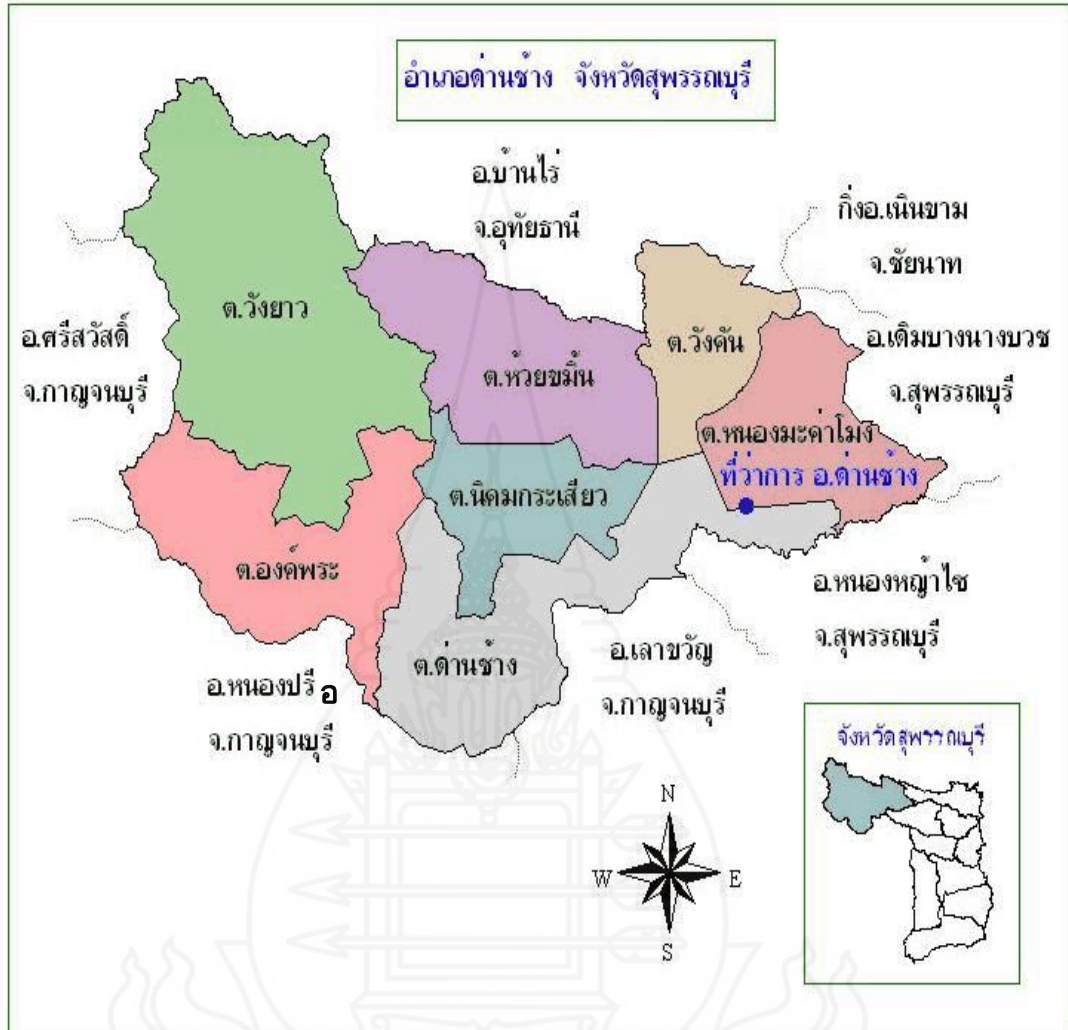 อำเภอด่านช้าง จังหวัดสุพรรณบุรี
อ.บ้านไร่
จ.อุทัยธานี
กิ่งอ.เนินขาม
จ.ชัยนาท
ต.วังยาว
อ.ศรีสวัสดิ์
จ.กาญจนบุรี
ต.ห้วยขมิ้น
ต.วังคัน
อ.เดิมบางนางบวช
จ.สุพรรณบุรี
ต.หนองมะค่าโมง
ที่ว่าการ อ.ด่านช้าง
ต.นิคมกระเสียว
ต.องค์พระ
อ.หนองหญ้าไซ
จ.สุพรรณบุรี
ต.ด่านช้าง
อ.เลาขวัญ
จ.กาญจนบุรี
อ.หนองปรือ
จ.กาญจนบุรี
จังหวัดสุพรรณบุรี
N
W E
S